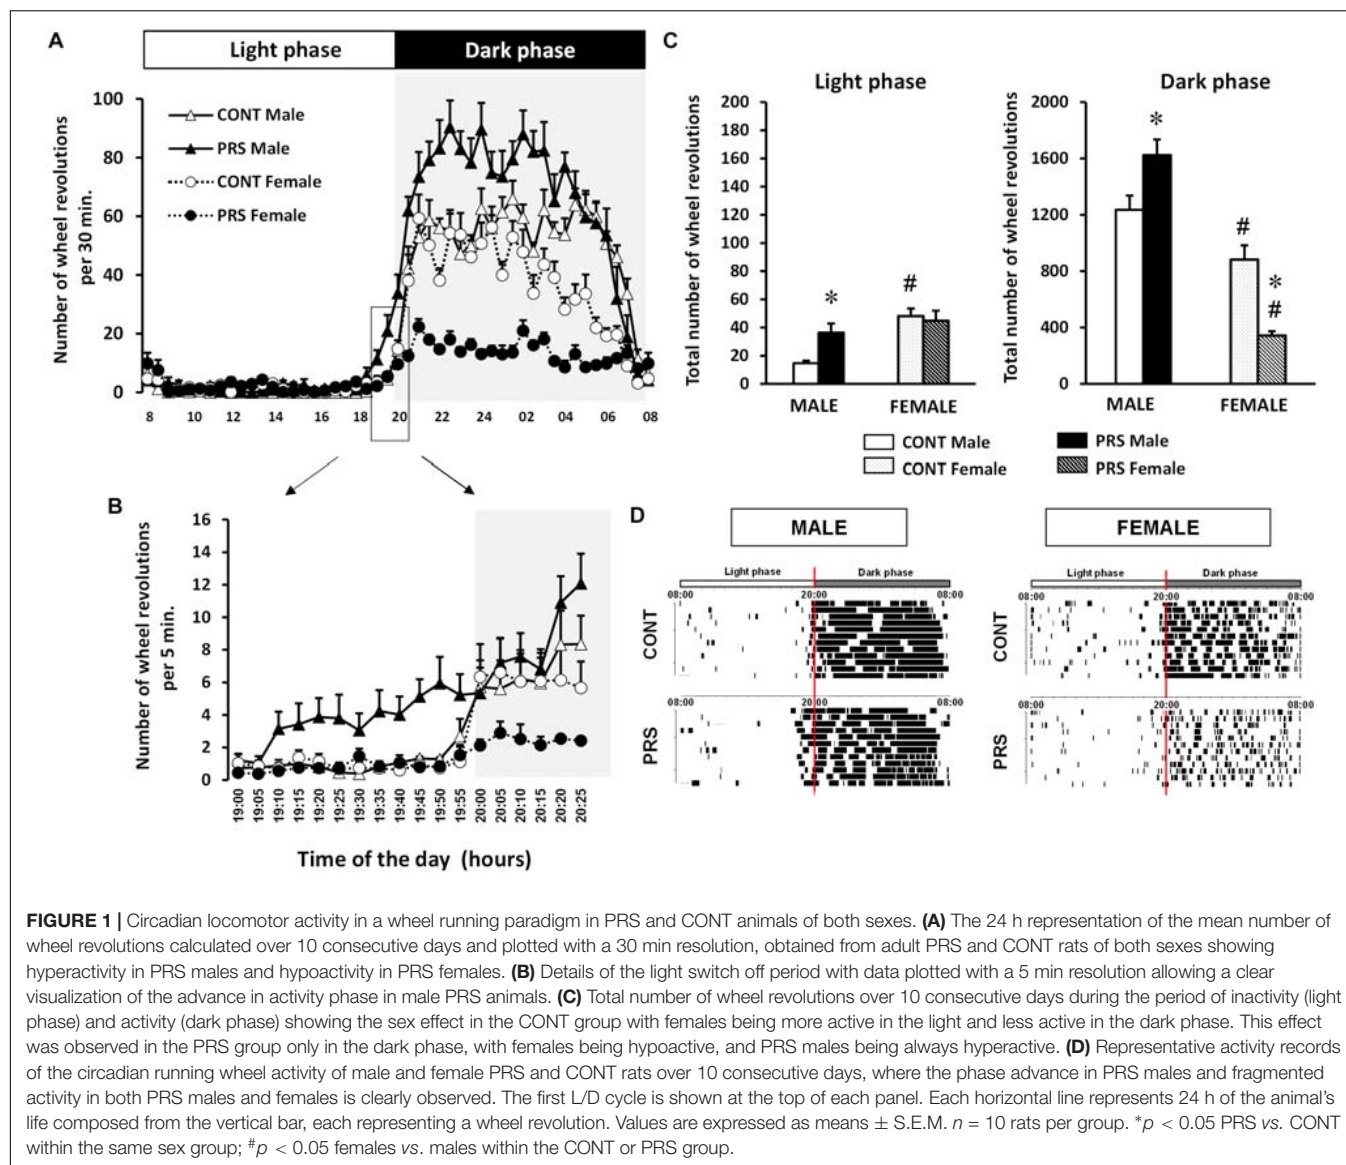 A
Light phase
Dark phase
Number of wheel revolutions
per 30 min.
100
80
60
40
20
0
CONT Male
PRS Male
CONT Female
PRS Female
8 10 12 14 16 18 20 22 24 02 04 06 08
B
Number of wheel revolutions
per 5 min.
16
14
12
10
8
6
4
2
0
19:00 19:05 19:10 19:15 19:20 19:25 19:30 19:35 19:40 19:45 19:50 19:55 20:00 20:05 20:10 20:15 20:20 20:25
Time of the day (hours)
C
Light phase
Total number of wheel revolutions
200
180
160
140
120
100
80
60
40
20
0
*
#
MALE FEMALE
Dark phase
Total number of wheel revolutions
2000
1600
1200
800
400
0
*
#
*
#
MALE FEMALE
CONT Male PRS Male
CONT Female PRS Female
D
MALE
Light phase Dark phase
08:00 20:00 08:00
CONT
08:00 20:00 08:00
PRS
FEMALE
Light phase Dark phase
08:00 20:00 08:00
CONT
08:00 20:00 08:00
PRS
FIGURE 1 | Circadian locomotor activity in a wheel running paradigm in PRS and CONT animals of both sexes. (A) The 24 h representation of the mean number of
wheel revolutions calculated over 10 consecutive days and plotted with a 30 min resolution, obtained from adult PRS and CONT rats of both sexes showing
hyperactivity in PRS males and hypoactivity in PRS females. (B) Details of the light switch off period with data plotted with a 5 min resolution allowing a clear
visualization of the advance in activity phase in male PRS animals. (C) Total number of wheel revolutions over 10 consecutive days during the period of inactivity (light
phase) and activity (dark phase) showing the sex effect in the CONT group with females being more active in the light and less active in the dark phase. This effect
was observed in the PRS group only in the dark phase, with females being hypoactive, and PRS males being always hyperactive. (D) Representative activity records
of the circadian running wheel activity of male and female PRS and CONT rats over 10 consecutive days, where the phase advance in PRS males and fragmented
activity in both PRS males and females is clearly observed. The first L/D cycle is shown at the top of each panel. Each horizontal line represents 24 h of the animal's
life composed from the vertical bar, each representing a wheel revolution. Values are expressed as means ± S.E.M. n = 10 rats per group. *p < 0.05 PRS vs. CONT
within the same sex group; #p < 0.05 females vs. males within the CONT or PRS group.